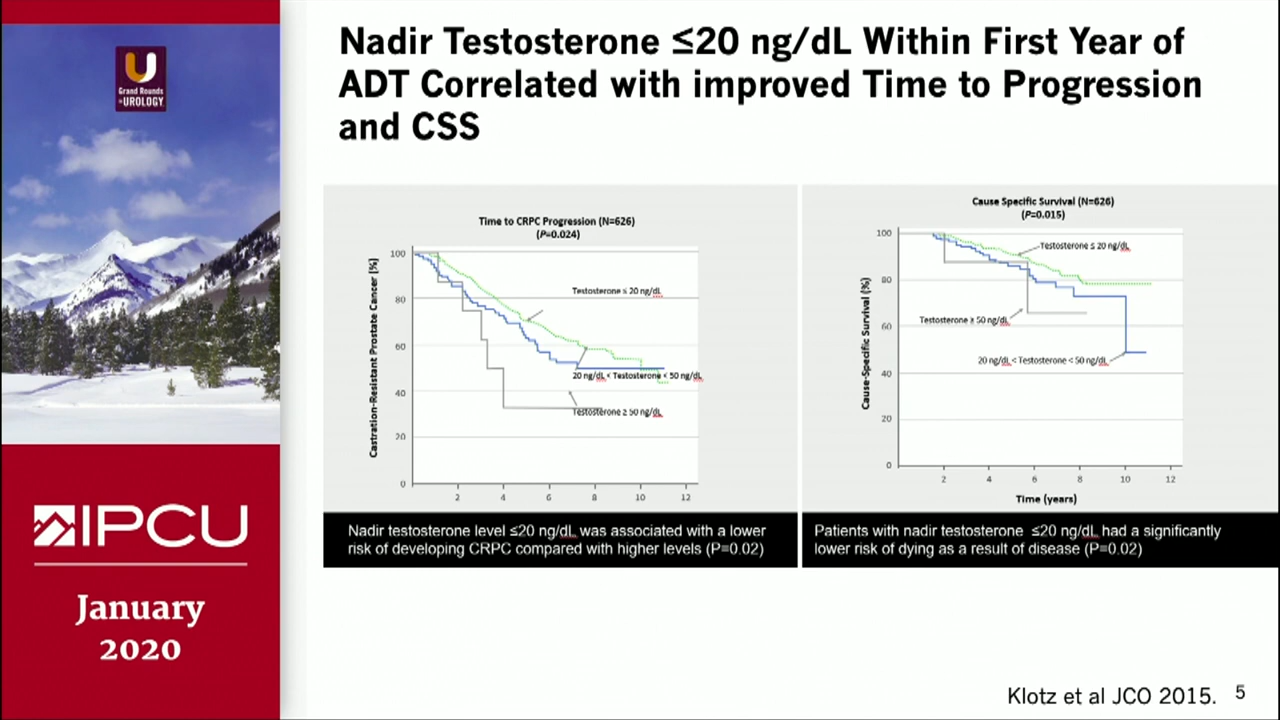 Nadir Testosterone ≤20 ng/dL Within First Year of
ADT Correlated with improved Time to Progression
and CSS
U
Grand Rounds
in UROLOGY
IPCU
January
2020
Time to CRPC Progression (N=626)
(P=0.024)
Castration-Resistant Prostate Cancer (%)
100
80
60
40
20
0
2 4 6 8 10 12
Testosterone ≤ 20 ng/dL
20 ng/dL < Testosterone < 50 ng/dL
Testosterone ≥ 50 ng/dL
Nadir testosterone level ≤20 ng/dL was associated with a lower
risk of developing CRPC compared with higher levels (P=0.02)
Cause Specific Survival (N=626)
(P=0.015)
Cause-Specific Survival (%)
100
80
60
40
20
0
2 4 6 8 10 12
Time (years)
Testosterone ≤ 20 ng/dL
Testosterone ≥ 50 ng/dL
20 ng/dL < Testosterone < 50 ng/dL
Patients with nadir testosterone ≤20 ng/dL had a significantly
lower risk of dying as a result of disease (P=0.02)
Klotz et al JCO 2015. 5